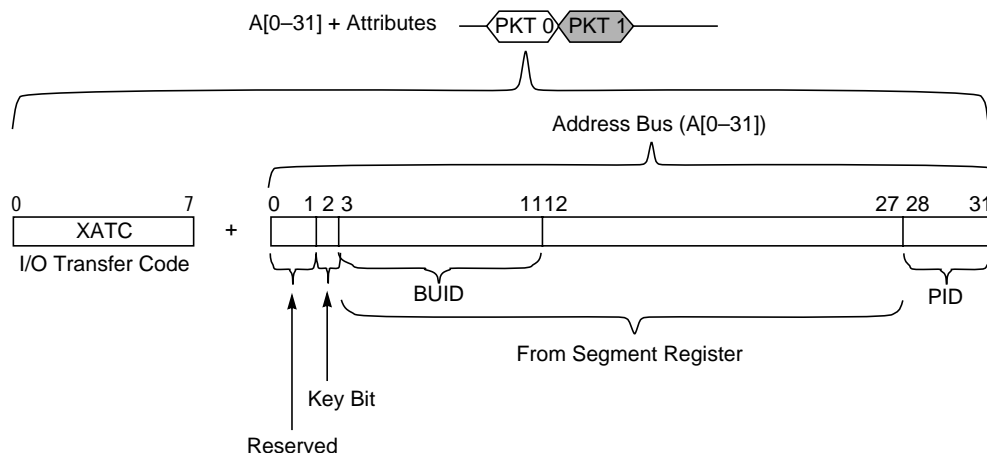 A[0–31] + Attributes PKT 0 PKT 1
Address Bus (A[0–31])
0 7 0 1 2 3 11 12 27 28 31
XATC +
I/O Transfer Code BUID PID
From Segment Register
Key Bit
Reserved